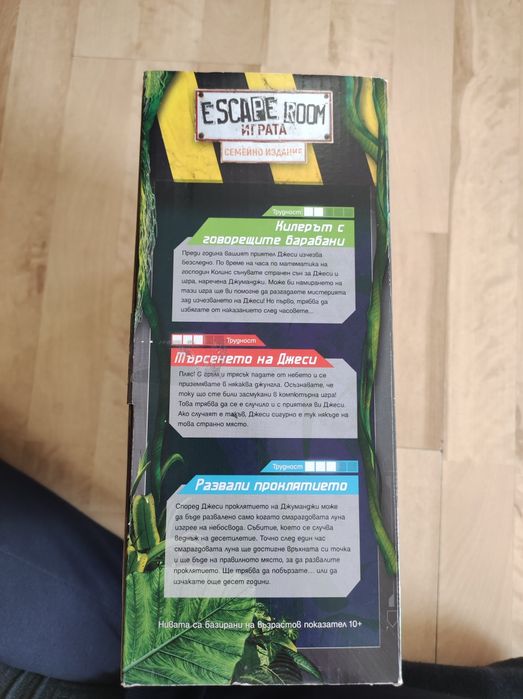 ESCAPE ROOM
ИГРАТА
СЕМЕЙНО ИЗДАНИЕ
Трудност
Килерът с
говорещите барабани
Преди година вашият приятел Джеси изчезва
безследно. По време на часа по математика на
господин Колинс сънувате странен сън за Джеси и
игра, наречена Джуманджи. Може би намирането на
тази игра ще ви помогне да разгадаете мистерията
зад изчезването на Джеси! Но първо, трябва да
избягате от наказанието след часовете...
Трудност
Търсенето на Джеси
Пляс! С гръм и трясък падате от небето и се
приземявате в някаква джунгла. Осъзнавате, че
току що сте били засмукани в компютърна игра!
Това трябва да се е случило и с приятеля ви Джеси.
Ако случаят е такъв, Джеси сигурно е тук някъде на
това странно място.
Трудност
Развали проклятието
Според Джеси проклятието на Джуманджи може
да бъде развалено само когато смарагдовата луна
изгрее на небосвода. Събитие, което се случва
веднъж на десетилетие. Точно след един час
смарагдовата луна ще достигне връхната си точка
и ще бъде на правилното място, за да развалите
проклятието. Ще трябва да побързате... или да
изчакате още десет години.
Нивата са базирани на възрастов показател 10+